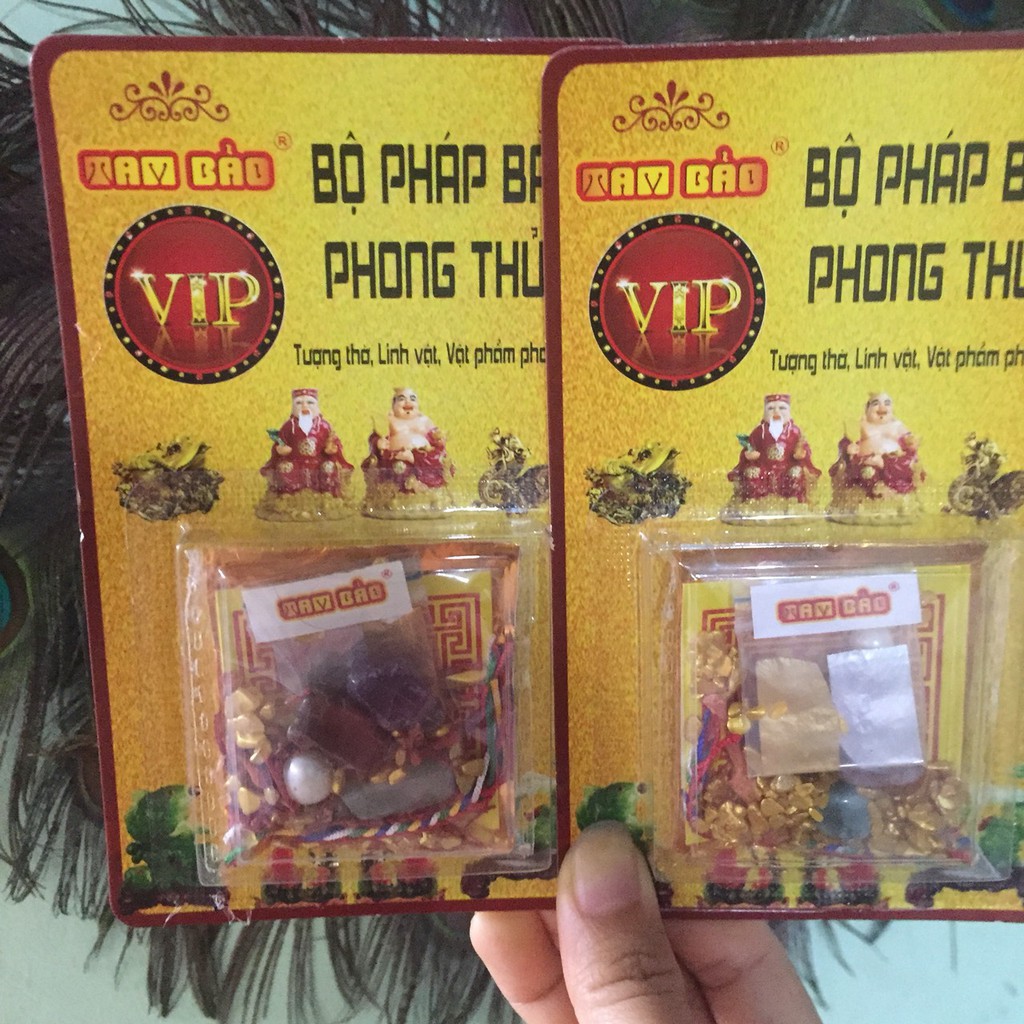 TAM BẢO ®
BỘ PHÁP
PHONG
VIP
Tượng thờ, Linh vật, Vật phẩm
TAM BẢO ®
TAM BẢO ®
BỘ PHÁP
PHONG
VIP
Tượng thờ, Linh vật, Vật phẩm
TAM BẢO ®